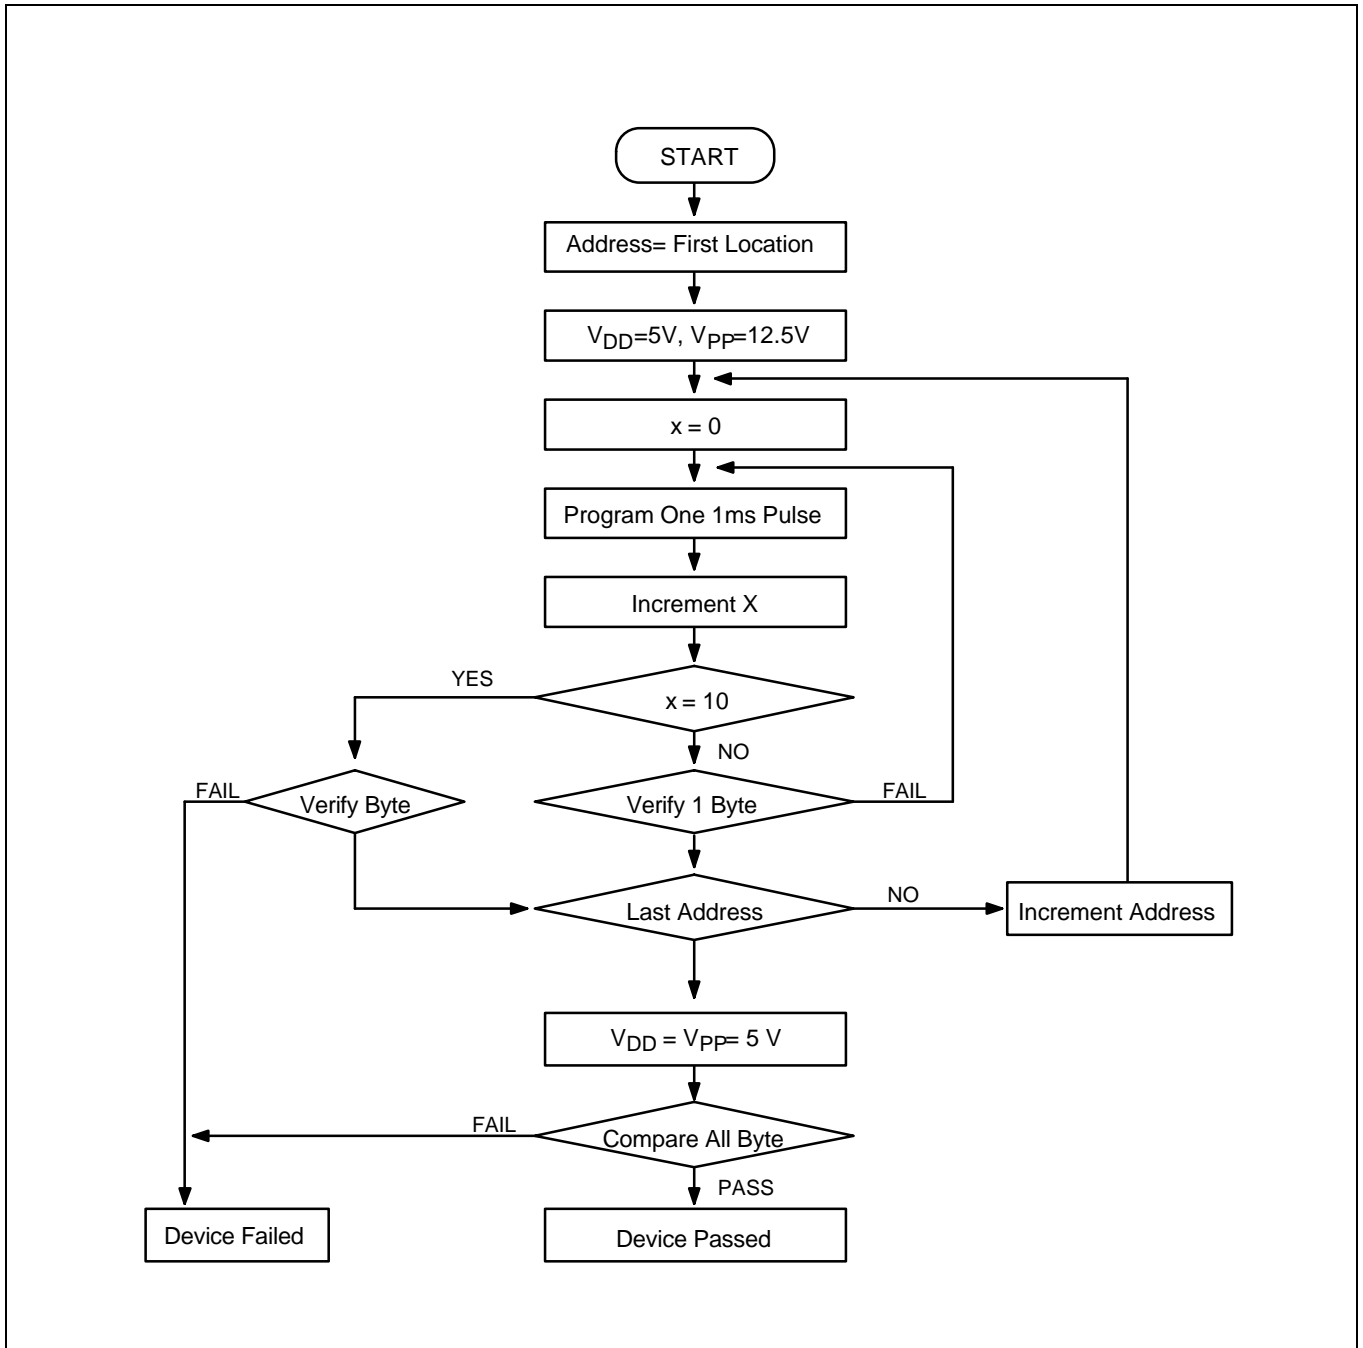 START
Address= First Location
VDD=5V, VPP=12.5V
x = 0
Program One 1ms Pulse
Increment X
YES
x = 10
NO
FAIL
Verify Byte
Verify 1 Byte
FAIL
Last Address
NO
Increment Address
VDD = VPP= 5 V
FAIL
Compare All Byte
PASS
Device Failed
Device Passed